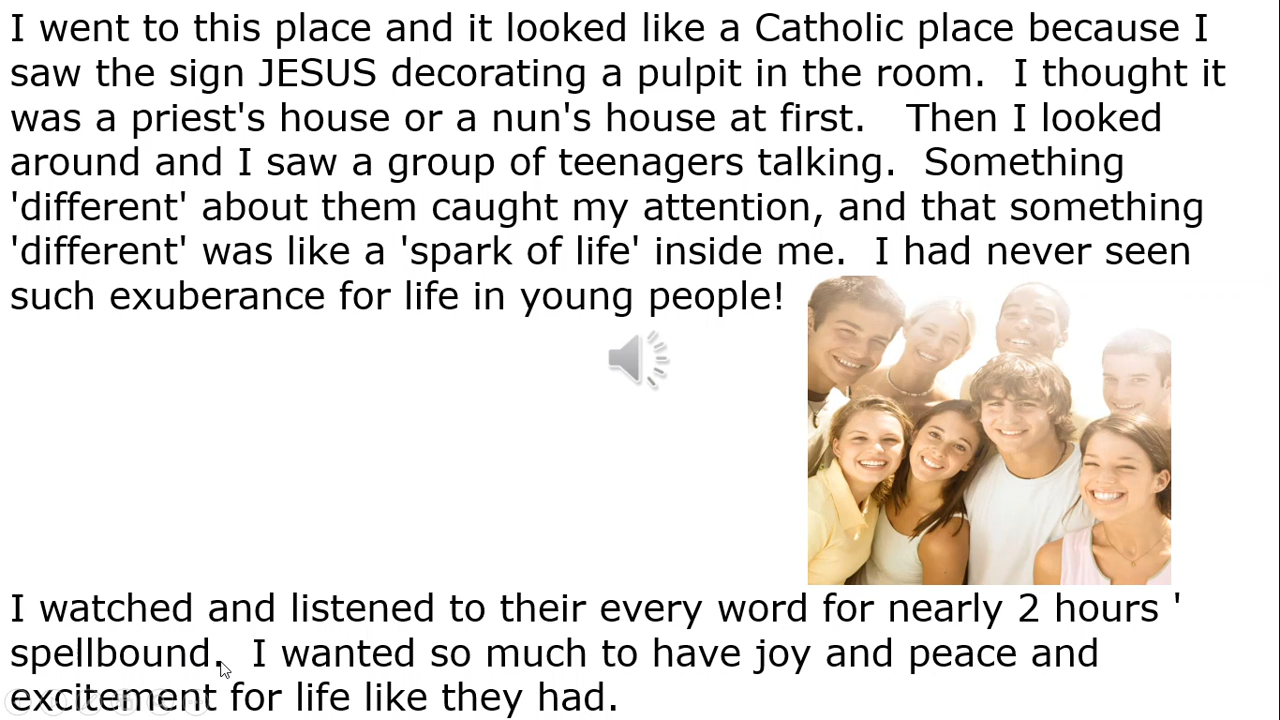 I went to this place and it looked like a Catholic place because I
saw the sign JESUS decorating a pulpit in the room.  I thought it
was a priest's house or a nun's house at first.   Then I looked
around and I saw a group of teenagers talking.  Something
'different' about them caught my attention, and that something
'different' was like a 'spark of life' inside me.  I had never seen
such exuberance for life in young people!
I watched and listened to their every word for nearly 2 hours '
spellbound.  I wanted so much to have joy and peace and
excitement for life like they had.